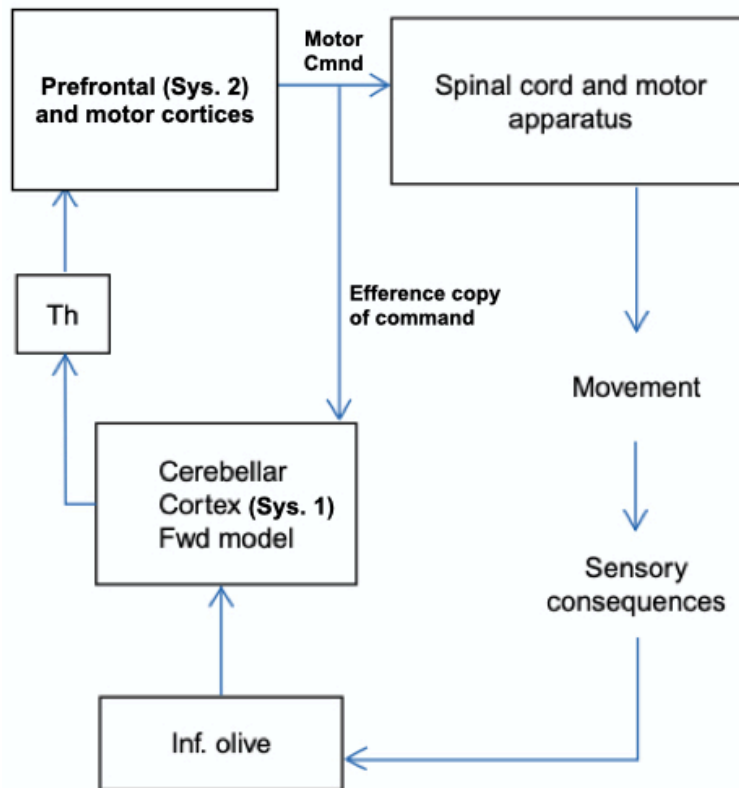 Motor
Cmnd
Prefrontal (Sys. 2)
and motor cortices
Spinal cord and motor
apparatus
Th
Efference copy
of command
Movement
Cerebellar
Cortex (Sys. 1)
Fwd model
Sensory
consequences
Inf. olive